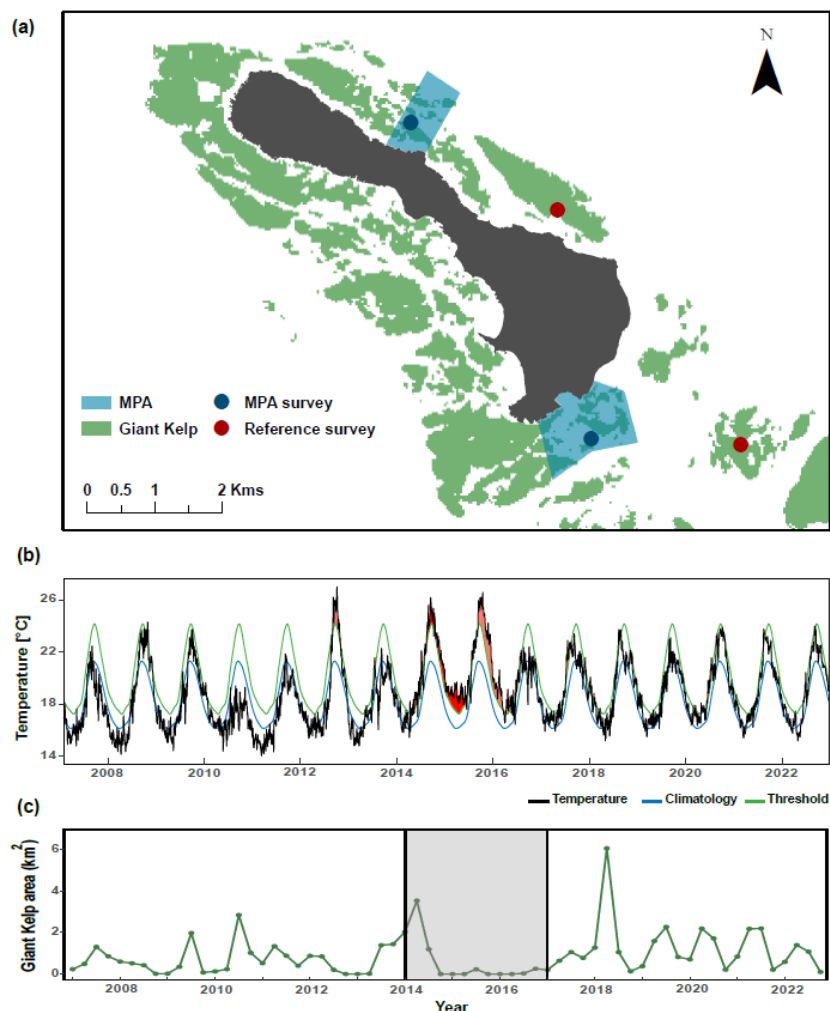 (a)
N
MPA MPA survey
Giant Kelp Reference survey
0 0.5 1 2 Kms
(b)
Temperature [°C]
26
22
18
14
2008 2010 2012 2014 2016 2018 2020 2022
Temperature Climatology Threshold
(c)
Giant Kelp area (km²)
6
4
2
0
2008 2010 2012 2014 2016 2018 2020 2022
Year